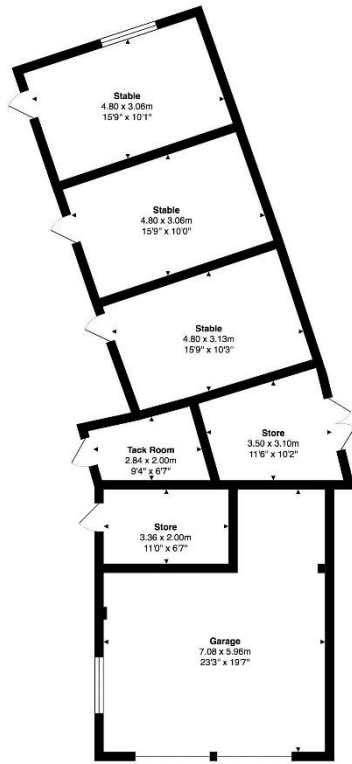 Stable
4.80 x 3.06m
15'9" x 10'1"
Stable
4.80 x 3.06m
15'9" x 10'0"
Stable
4.80 x 3.13m
15'9" x 10'3"
Tack Room
2.84 x 2.00m
9'4" x 6'7"
Store
3.50 x 3.10m
11'6" x 10'2"
Store
3.36 x 2.00m
11'0" x 6'7"
Garage
7.08 x 5.96m
23'3" x 19'7"